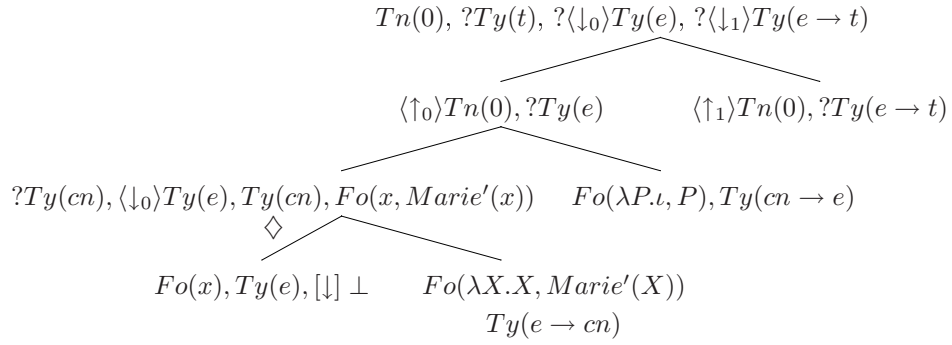 Tn(0), ?Ty(t), ?⟨↓₀⟩Ty(e), ?⟨↓₁⟩Ty(e → t)
⟨↑₀⟩Tn(0), ?Ty(e) ⟨↑₁⟩Tn(0), ?Ty(e → t)
?Ty(cn), ⟨↓₀⟩Ty(e), Ty(cn), Fo(x, Marie′(x)) Fo(λP.ι, P), Ty(cn → e)
◇
Fo(x), Ty(e), [↓] ⊥ Fo(λX.X, Marie′(X))
Ty(e → cn)